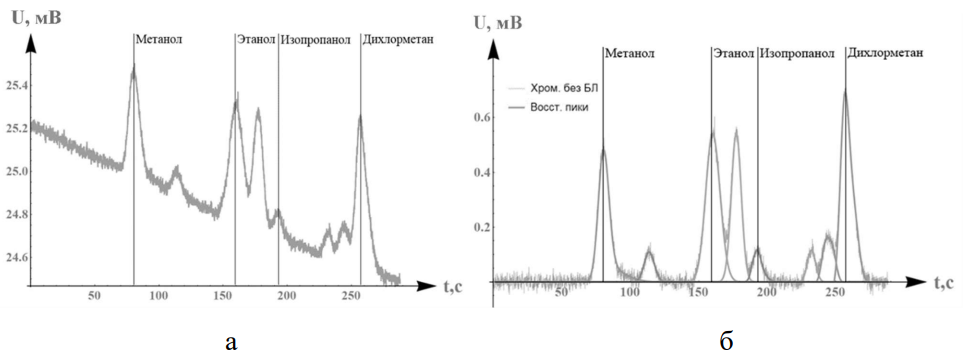 U, мВ
Метанол
Этанол
Изопропанол
Дихлорметан
25.4
25.2
25.0
24.8
24.6
50
100
150
200
250
t,c
а
U, мВ
Метанол
Этанол
Изопропанол
Дихлорметан
Хром. без БЛ
Восст. пики
0.6
0.4
0.2
50
100
150
200
250
t,c
б